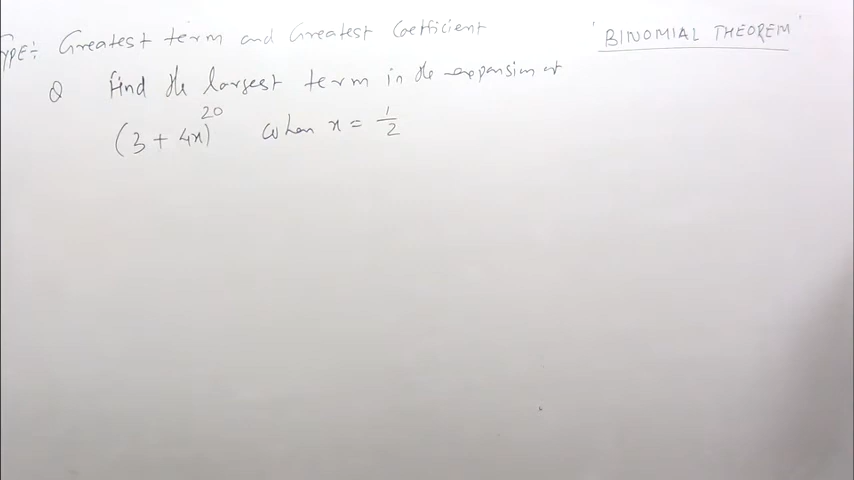 TYPE:- Greatest term and Greatest Coefficient
'BINOMIAL THEOREM'
Q find the largest term in the expansion of
(3 + 4x)^20 when x = 1/2